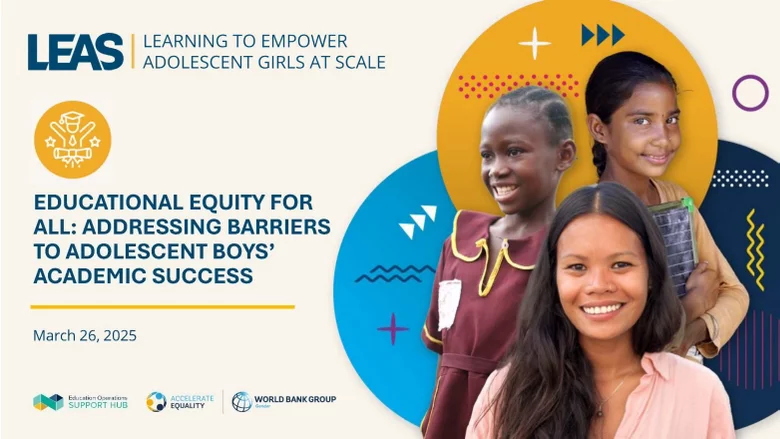 LEAS
LEARNING TO EMPOWER
ADOLESCENT GIRLS AT SCALE
EDUCATIONAL EQUITY FOR
ALL: ADDRESSING BARRIERS
TO ADOLESCENT BOYS’
ACADEMIC SUCCESS
March 26, 2025
Education Operations
SUPPORT HUB
ACCELERATE
EQUALITY
WORLD BANK GROUP
Gender